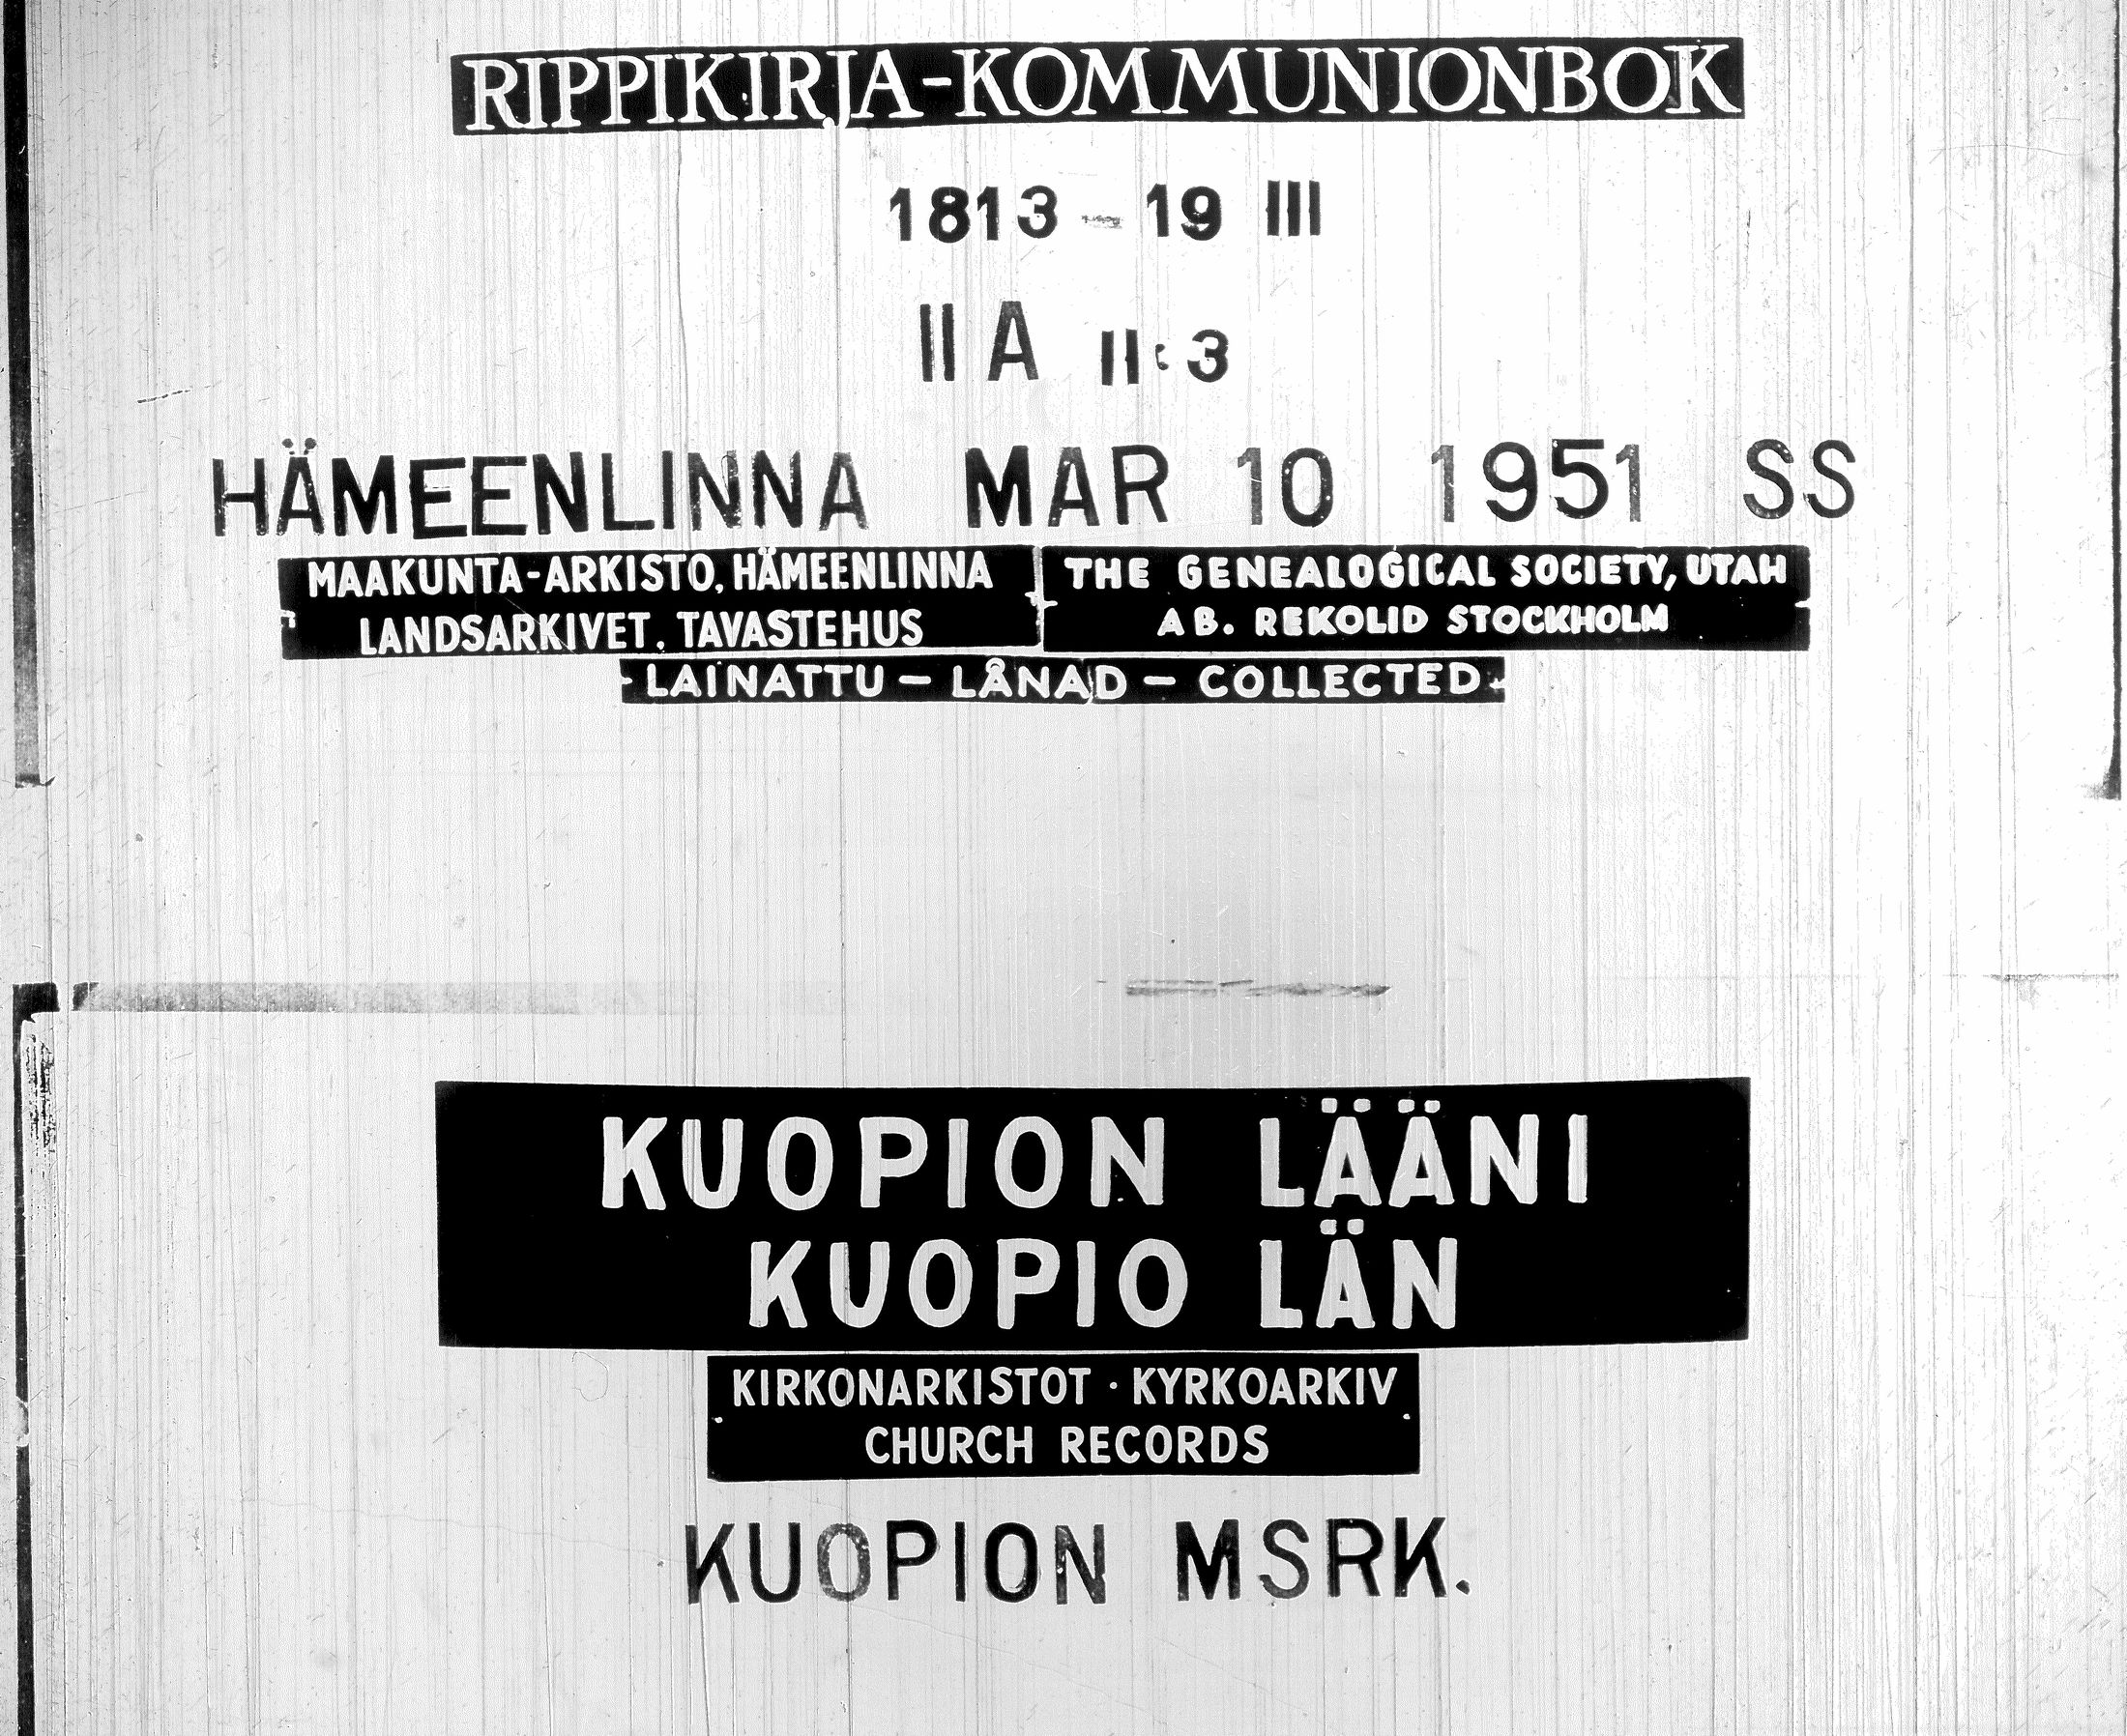 RIPPIKIRJA-KOMMUNIONBOK
1813-19 III
II A II:3
HÄMEENLINNA MAR 10 1951 SS
MAAKUNTA-ARKISTO, HÄMEENLINNA
LANDSARKIVET, TAVASTEHUS
THE GENEALOGICAL SOCIETY, UTAH
AB. REKOLID STOCKHOLM
LAINATTU – LÅNAD – COLLECTED
KUOPION LÄÄNI
KUOPIO LÄN
KIRKONARKISTOT · KYRKOARKIV
CHURCH RECORDS
KUOPION MSRK.